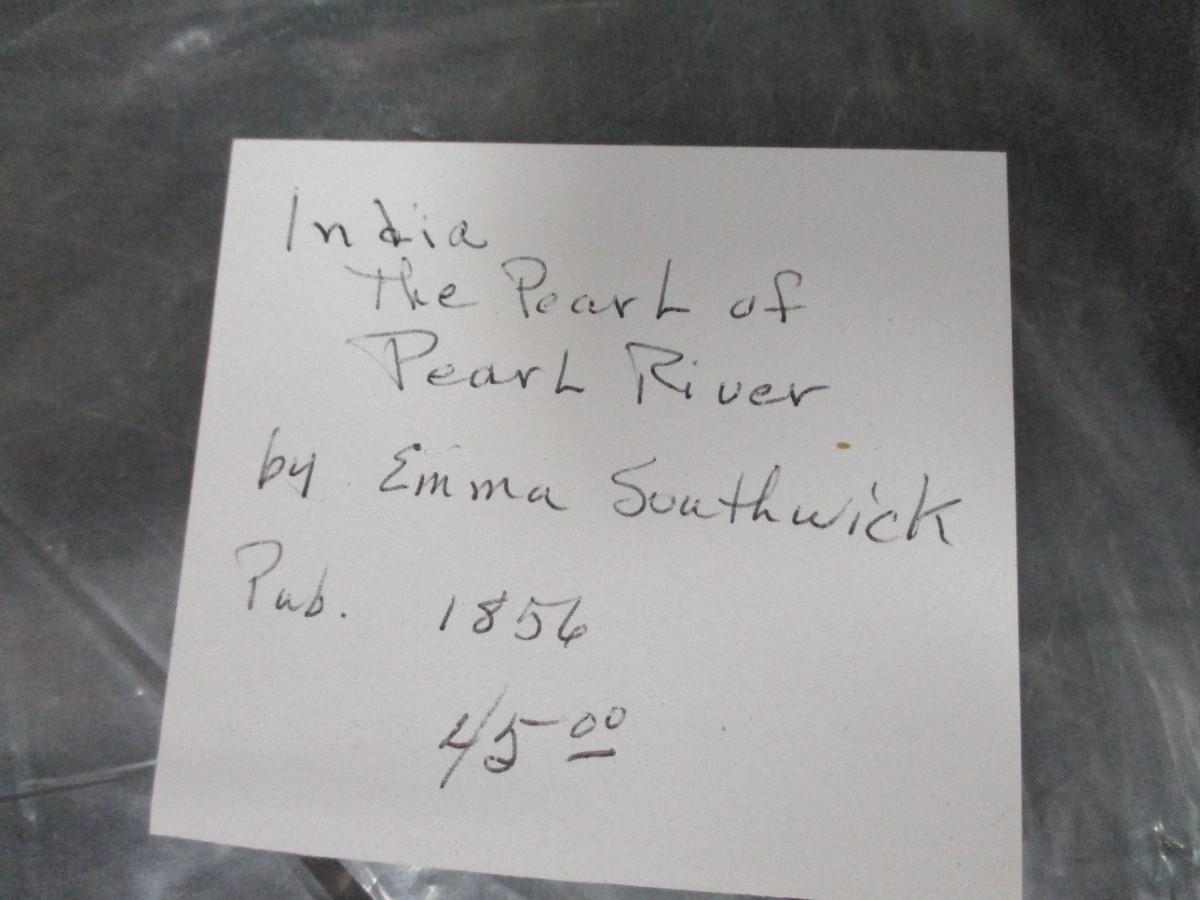 India
The Pearl of
Pearl River
by Emma Southwick
Pub. 1856
45 00